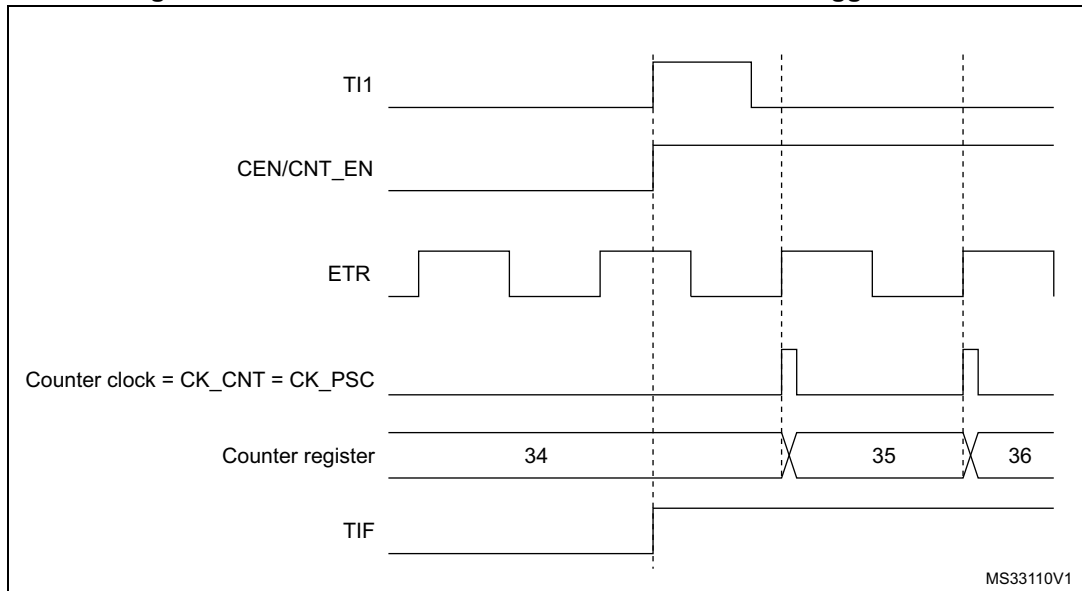 TI1
CEN/CNT_EN
ETR
Counter clock = CK_CNT = CK_PSC
Counter register 34 35 36
TIF
MS33110V1